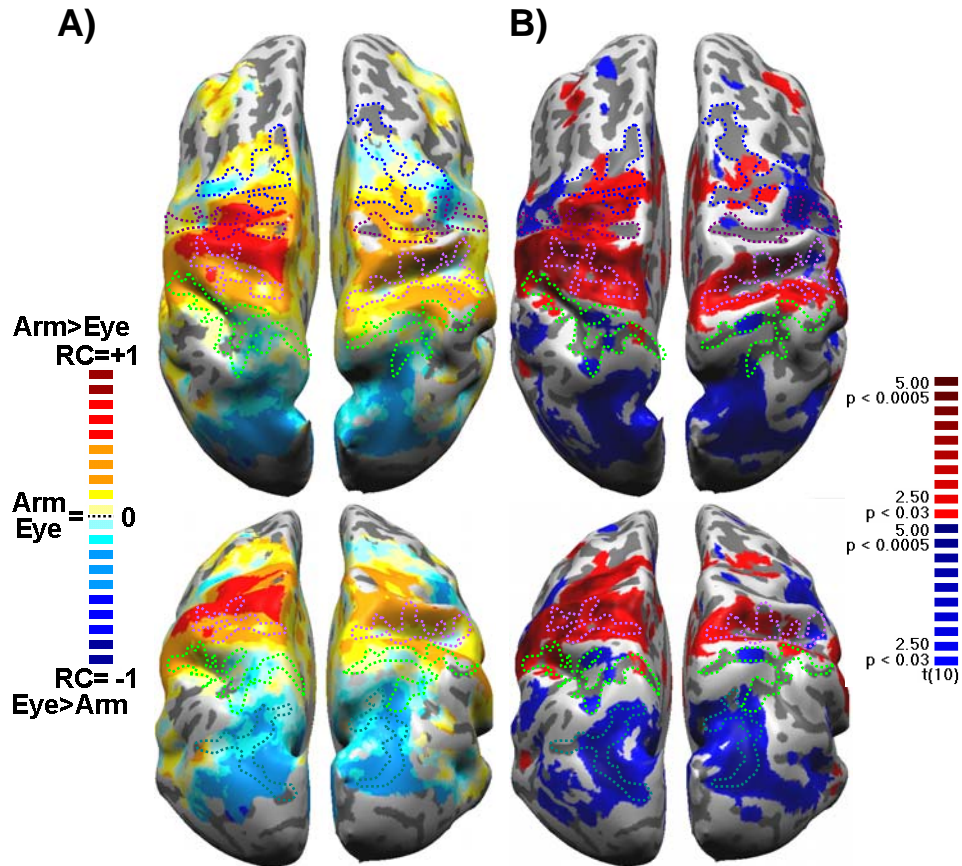 A)
B)
Arm>Eye
RC=+1
Arm
Eye
= 0
RC= -1
Eye>Arm
5.00
p < 0.0005
2.50
p < 0.03
5.00
p < 0.0005
2.50
p < 0.03
t(10)